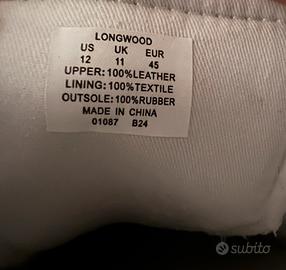 LONGWOOD
US UK EUR
12 11 45
UPPER:100%LEATHER
LINING:100%TEXTILE
OUTSOLE:100%RUBBER
MADE IN CHINA
01087 B24
subito